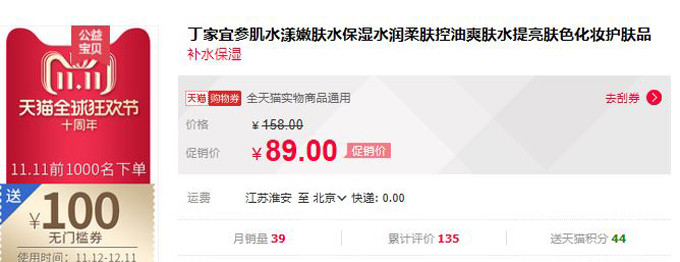 公益
宝贝
11.11
天猫全球狂欢节
十周年
11.11前1000名下单
送
¥100
无门槛券
使用时间：11.12-12.11
丁家宜参肌水漾嫩肤水保湿水润柔肤控油爽肤水提亮肤色化妆护肤品
补水保湿
天猫 购物券 全天猫实物商品通用 去刮券
价格 ¥158.00
促销价 ¥89.00 促销价
运费 江苏淮安 至 北京 快递: 0.00
月销量 39 累计评价 135 送天猫积分 44